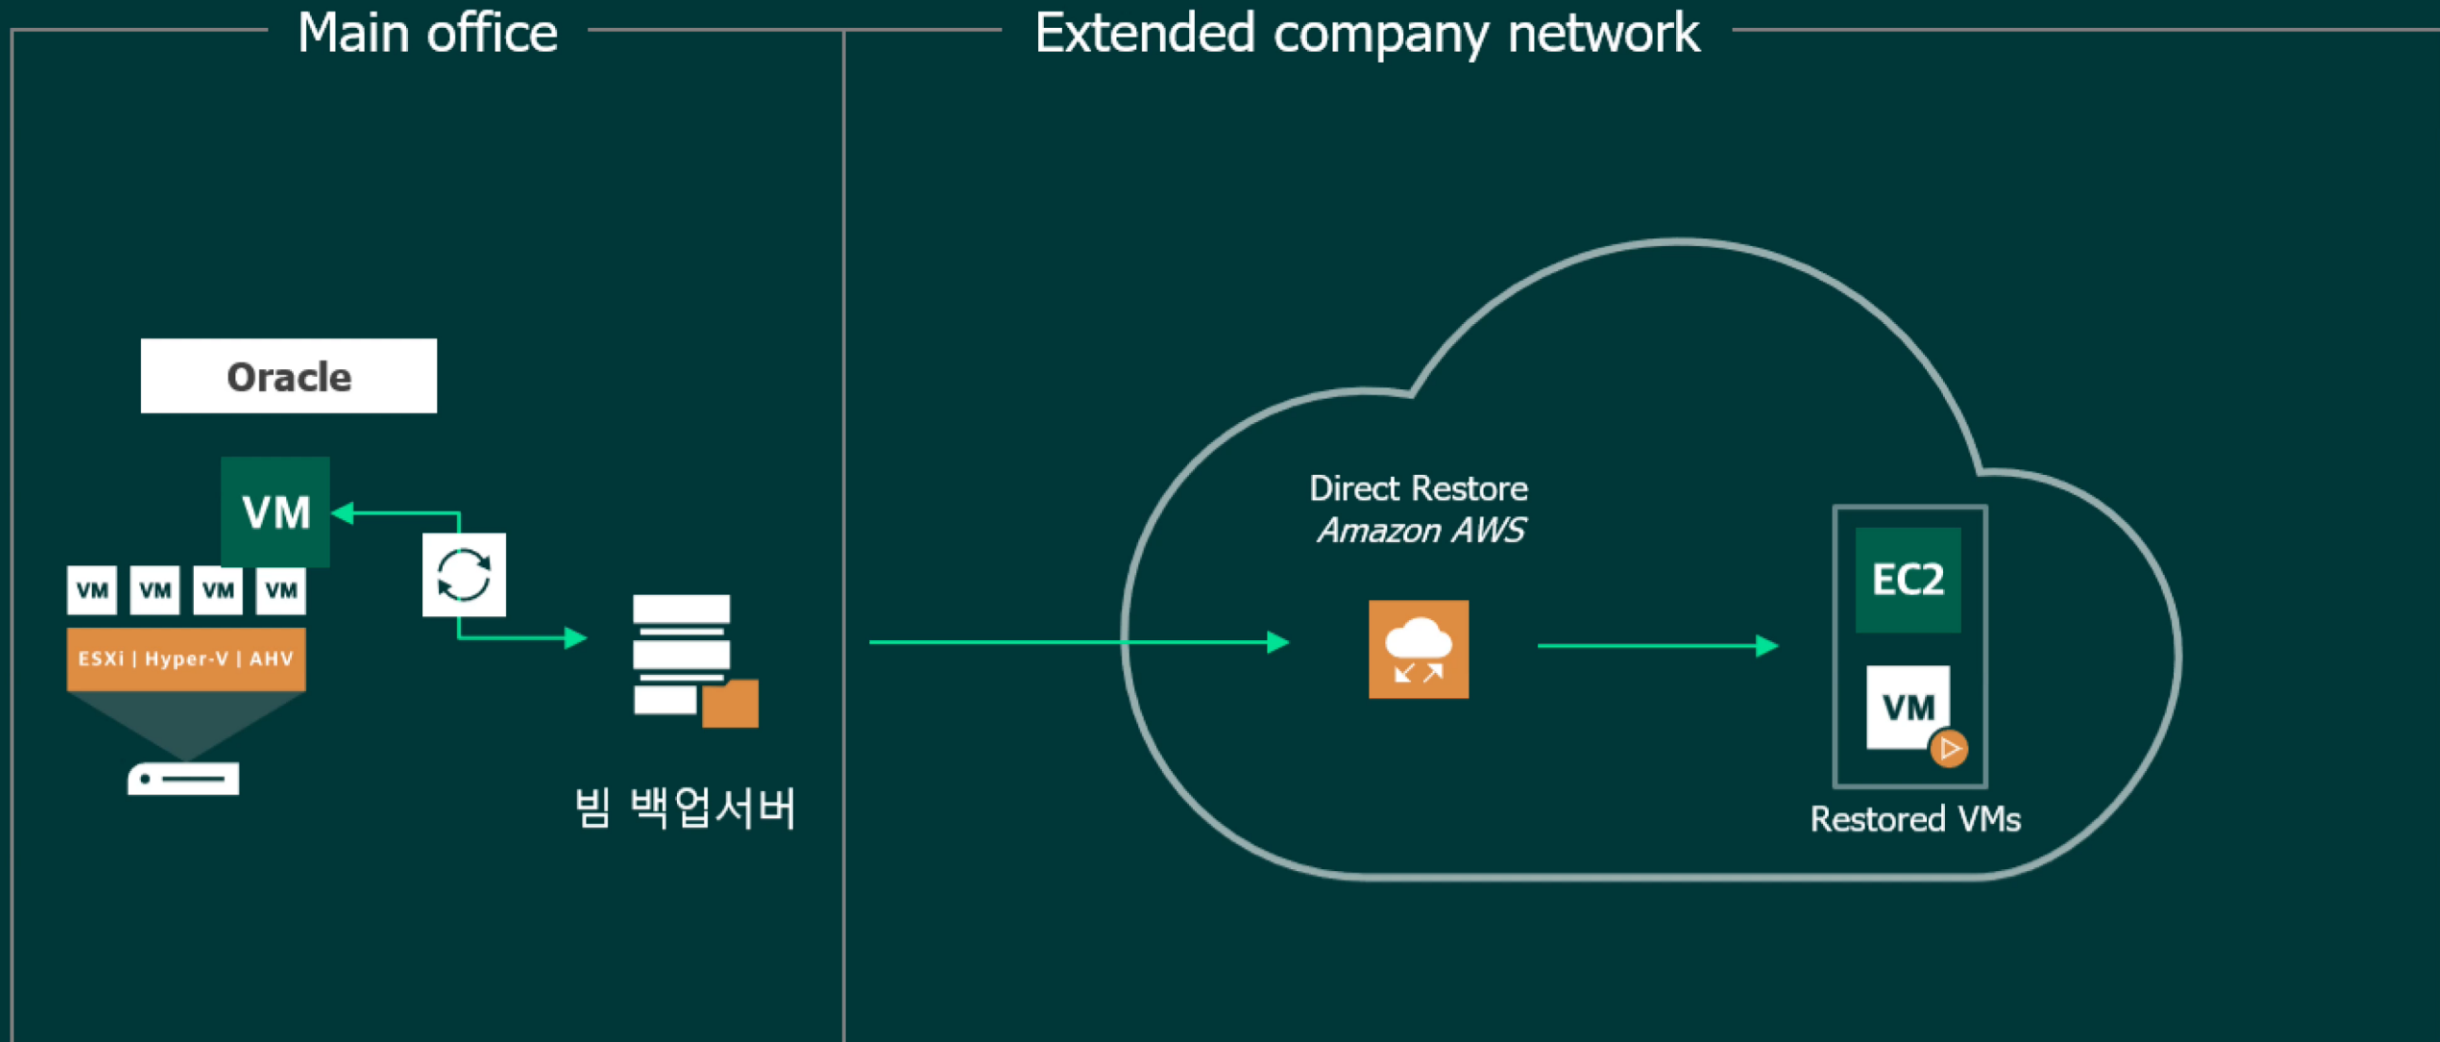 Main office
Extended company network
Oracle
VM
VM VM VM VM
ESXi | Hyper-V | AHV
빔 백업서버
Direct Restore
Amazon AWS
EC2
VM
Restored VMs